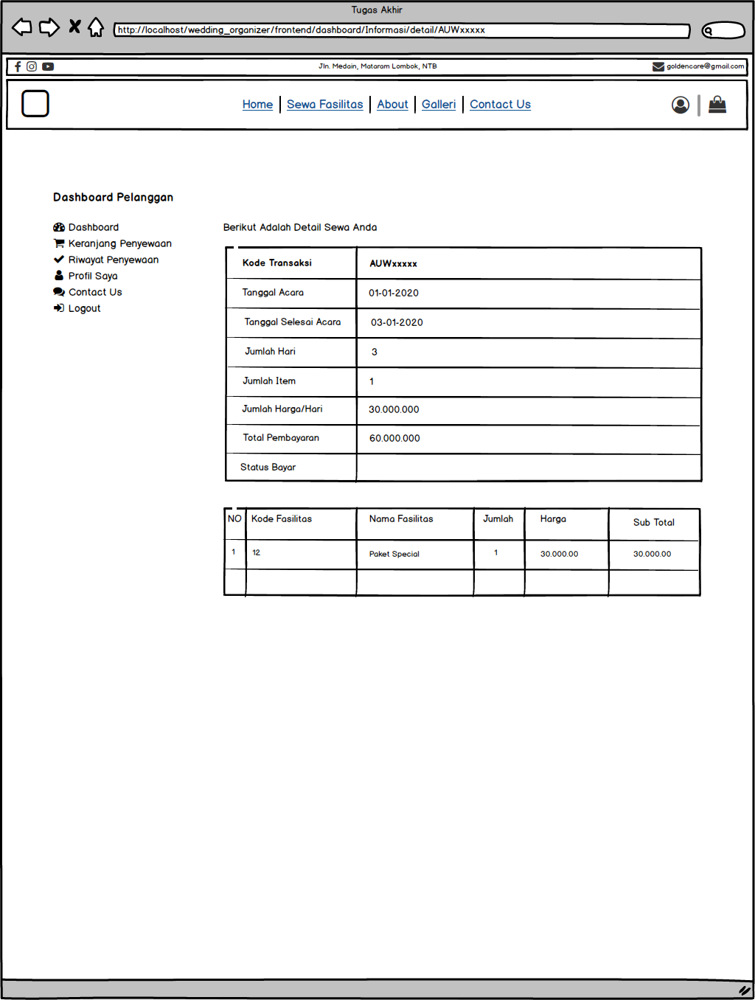 Tugas Akhir
http://localhost/wedding_organizer/frontend/dashboard/Informasi/detail/AUWxxxxx
Jln. Medain, Mataram Lombok, NTB
goldencare@gmail.com
Home Sewa Fasilitas About Galleri Contact Us
Dashboard Pelanggan
Dashboard
Keranjang Penyewaan
Riwayat Penyewaan
Profil Saya
Contact Us
Logout
Berikut Adalah Detail Sewa Anda
Kode Transaksi AUWxxxxx
Tanggal Acara 01-01-2020
Tanggal Selesai Acara 03-01-2020
Jumlah Hari 3
Jumlah Item 1
Jumlah Harga/Hari 30.000.000
Total Pembayaran 60.000.000
Status Bayar
NO Kode Fasilitas Nama Fasilitas Jumlah Harga Sub Total
1 12 Paket Special 1 30.000.00 30.000.00